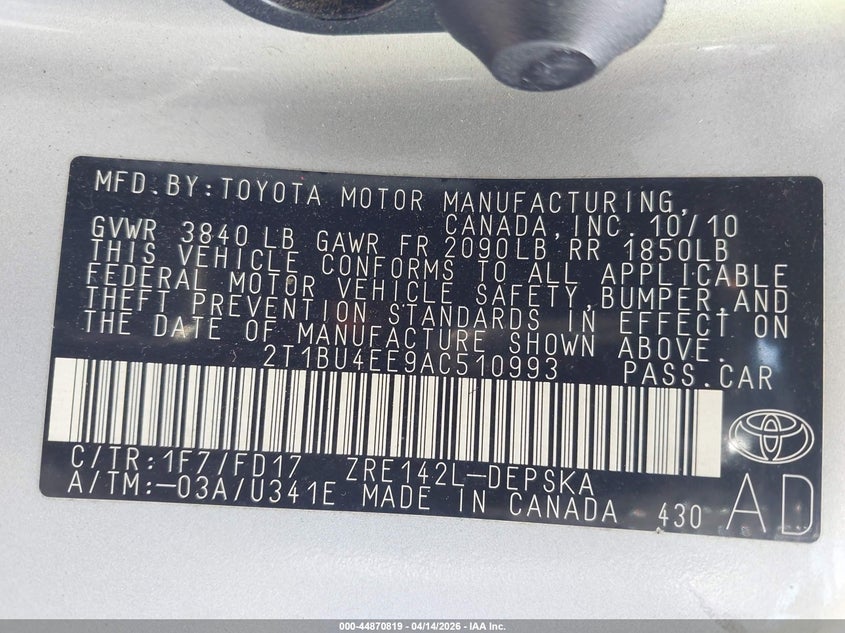 MFD.BY:TOYOTA MOTOR MANUFACTURING,
CANADA,INC. 10/10
GVWR 3840 LB GAWR FR 2090LB RR 1850LB
THIS VEHICLE CONFORMS TO ALL APPLICABLE
FEDERAL MOTOR VEHICLE SAFETY,BUMPER,AND
THEFT PREVENTION STANDARDS IN EFFECT ON
THE DATE OF MANUFACTURE SHOWN ABOVE.
2T1BU4EE9AC510993 PASS.CAR
C/TR:1F7/FD17 ZRE142L-DEPSKA
A/TM:-03A/U341E MADE IN CANADA 430 AD
000-44870819 - 04/14/2026 - IAA Inc.